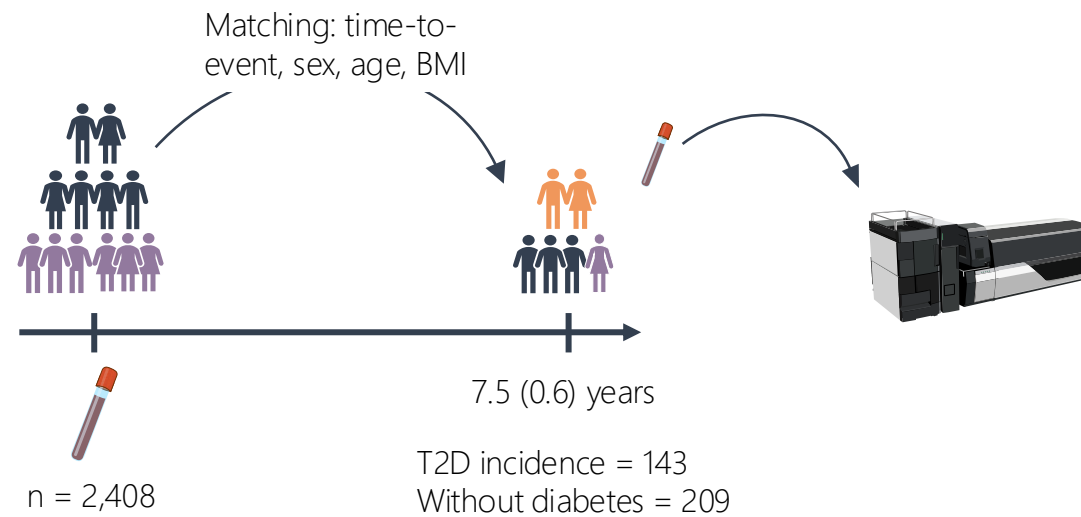 Matching: time-to-
event, sex, age, BMI
7.5 (0.6) years
T2D incidence = 143
Without diabetes = 209
n = 2,408